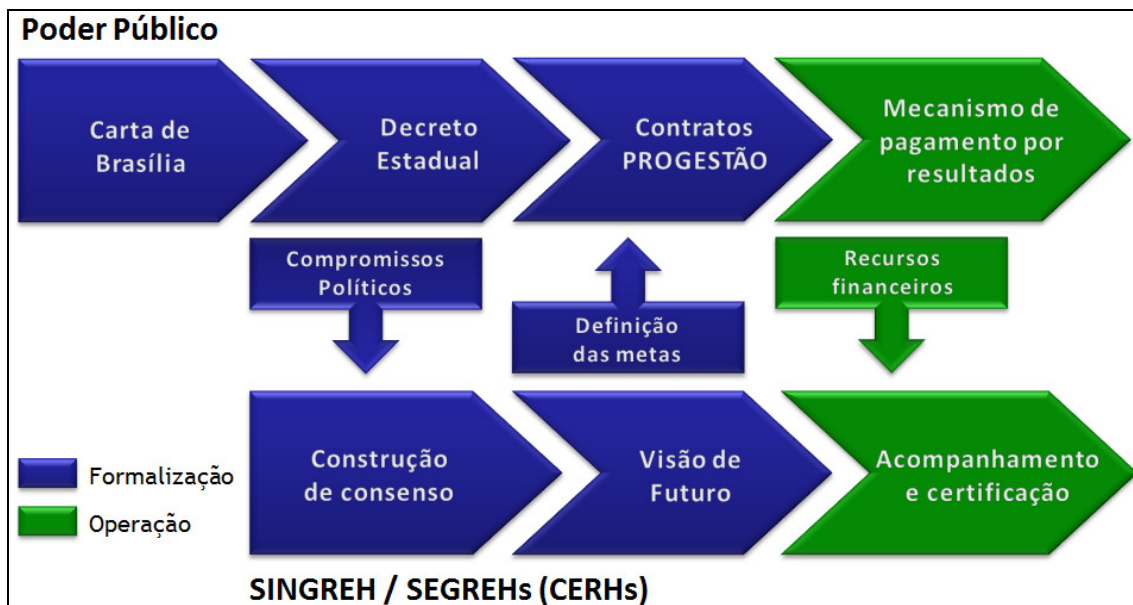 Poder Público
Carta de
Brasília
Decreto
Estadual
Contratos
PROGESTÃO
Mecanismo de
pagamento por
resultados
Compromissos
Políticos
Definição
das metas
Recursos
financeiros
Construção
de consenso
Visão de
Futuro
Acompanhamento
e certificação
Formalização
Operação
SINGREH / SEGREHs (CERHs)